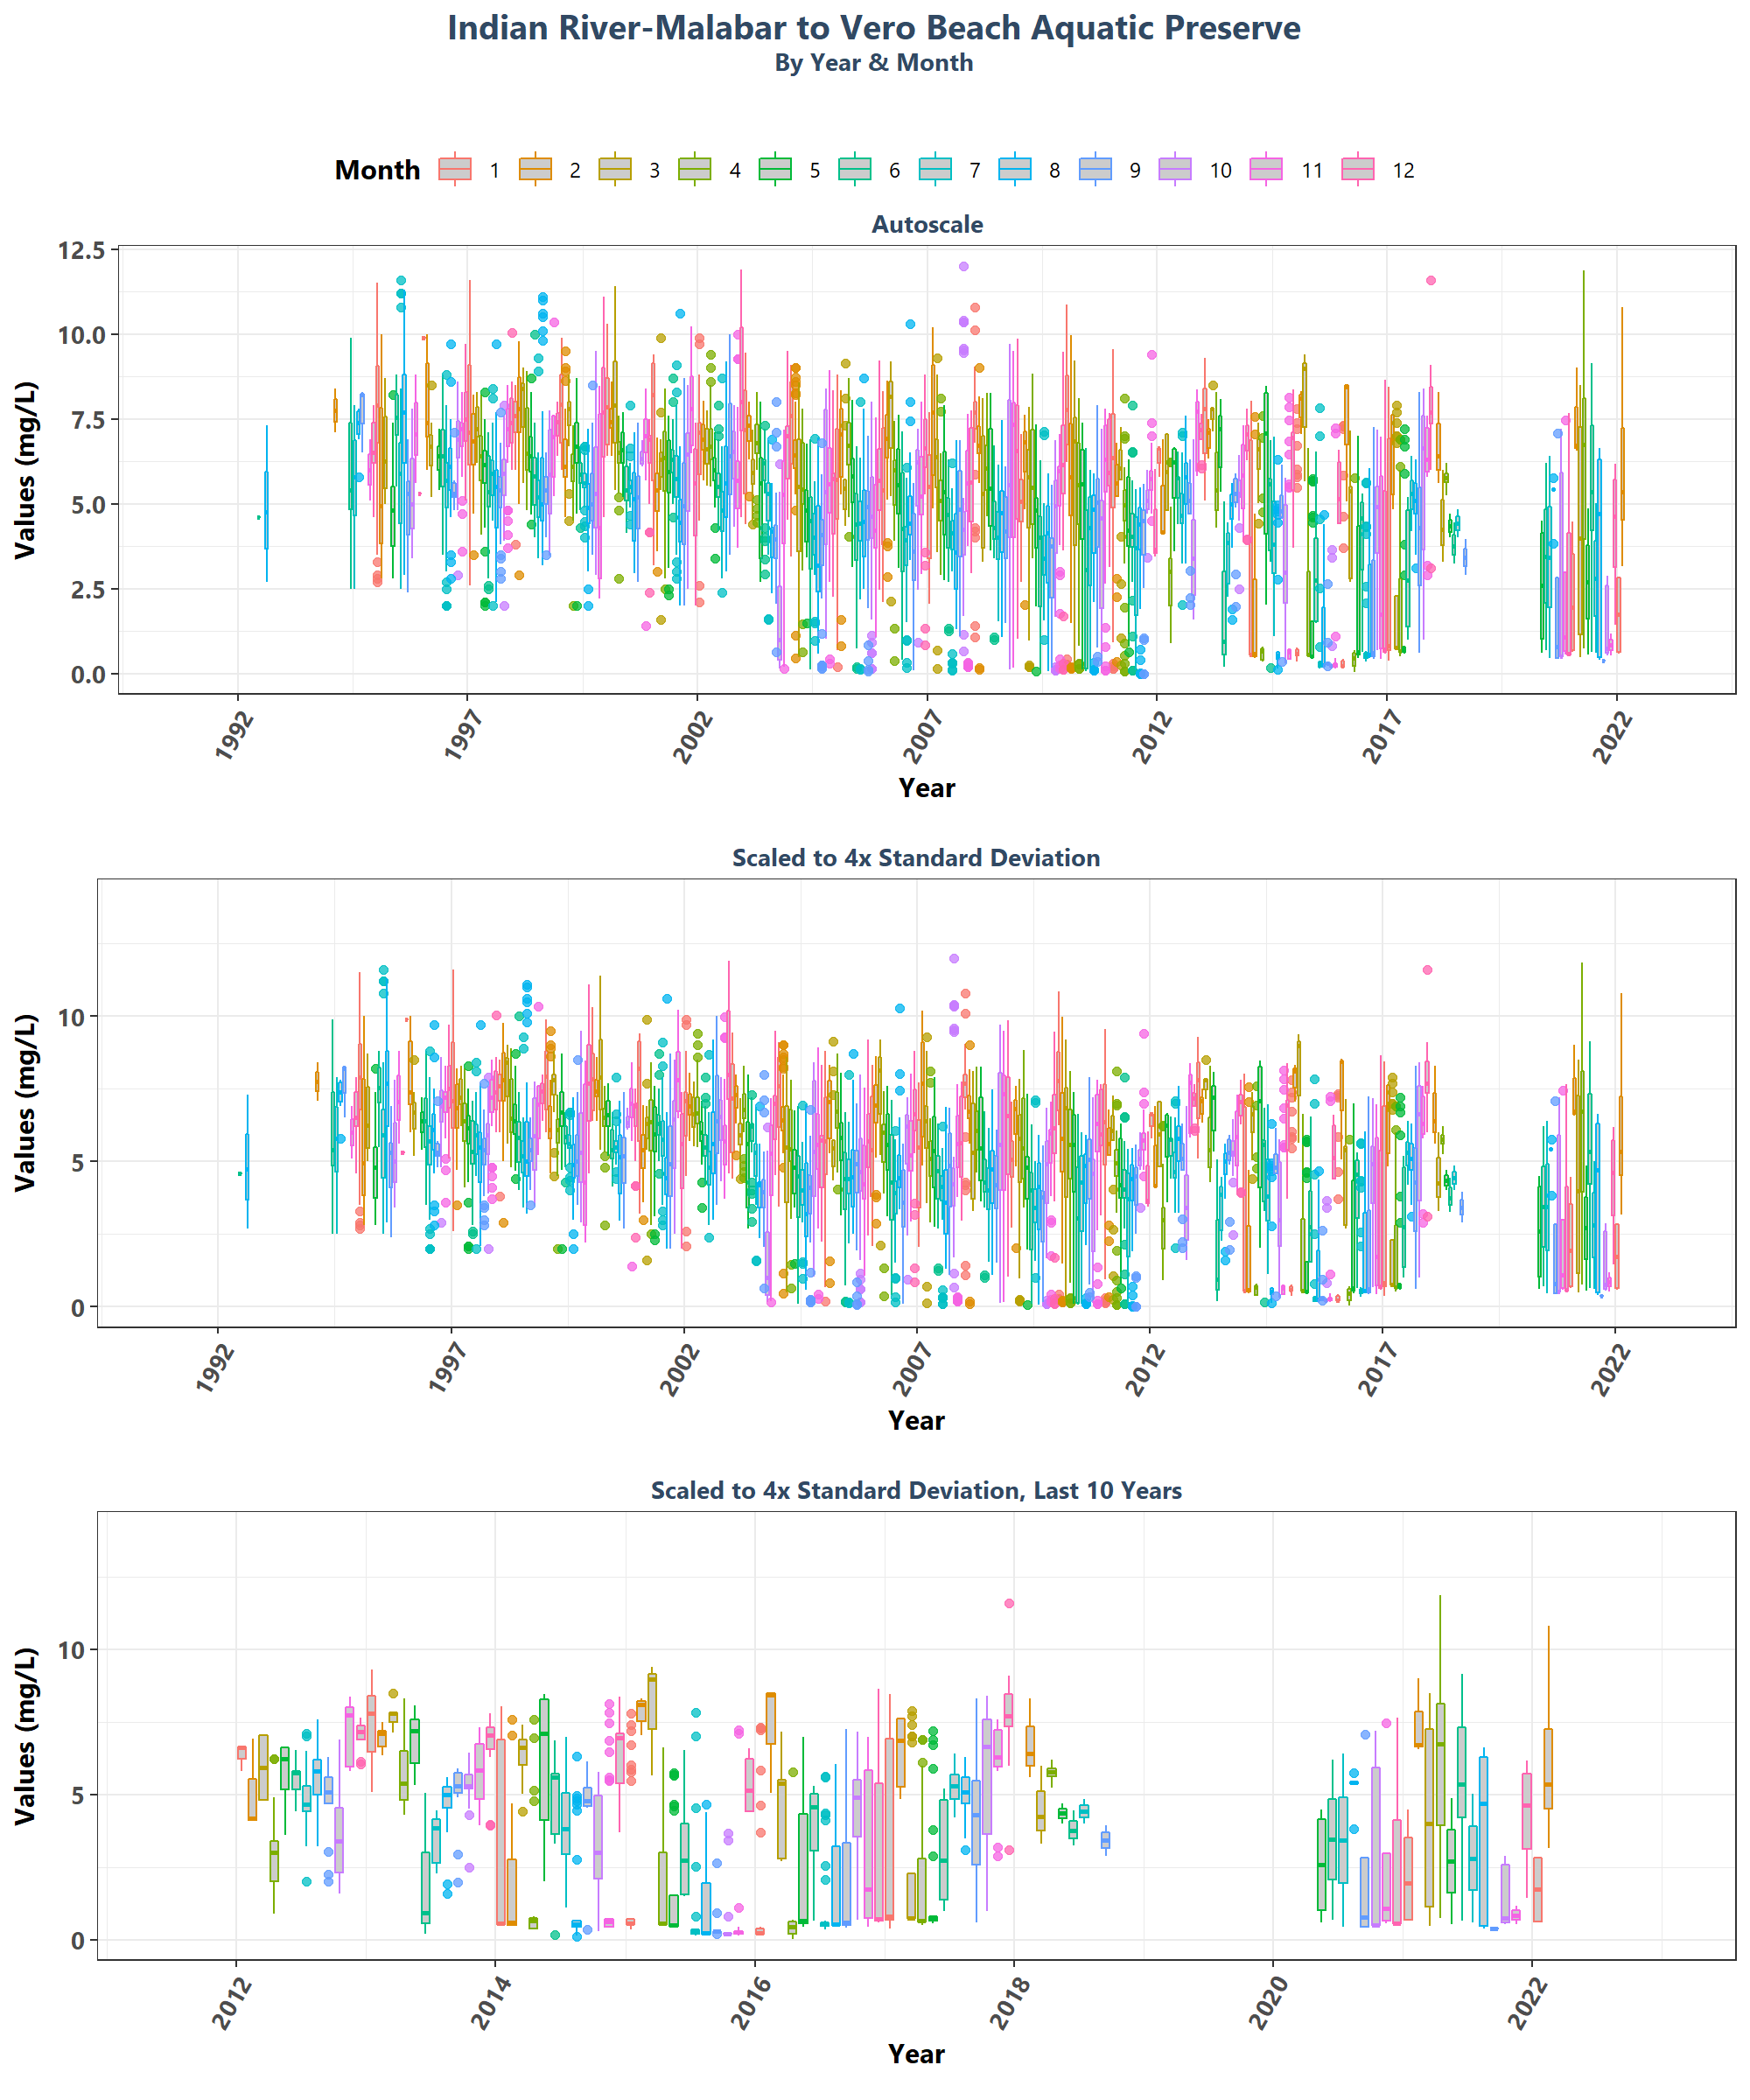 Indian River-Malabar to Vero Beach Aquatic Preserve
By Year & Month
Month 1 2 3 4 5 6 7 8 9 10 11 12
Autoscale
Values (mg/L)
12.5
10.0
7.5
5.0
2.5
0.0
1992 1997 2002 2007 2012 2017 2022
Year
Scaled to 4x Standard Deviation
Values (mg/L)
10
5
0
1992 1997 2002 2007 2012 2017 2022
Year
Scaled to 4x Standard Deviation, Last 10 Years
Values (mg/L)
10
5
0
2012 2014 2016 2018 2020 2022
Year